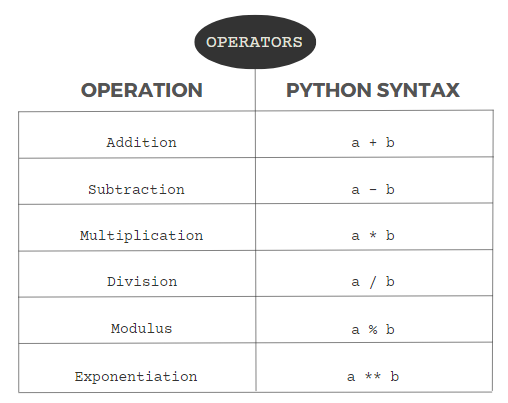 OPERATORS
OPERATION PYTHON SYNTAX
Addition a + b
Subtraction a - b
Multiplication a * b
Division a / b
Modulus a % b
Exponentiation a ** b